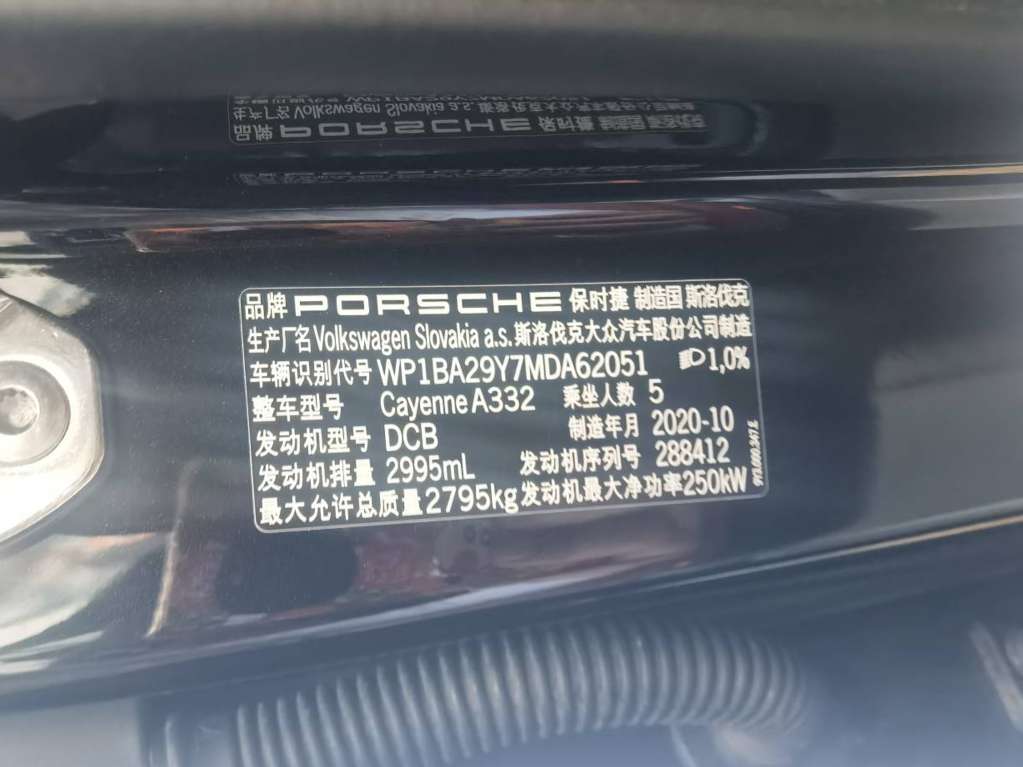 品牌 PORSCHE 保时捷 制造国 斯洛伐克
生产厂名 Volkswagen Slovakia a.s. 斯洛伐克大众汽车股份公司制造
车辆识别代号 WP1BA29Y7MDA62051 1,0%
整车型号 Cayenne A332 乘坐人数 5
发动机型号 DCB 制造年月 2020-10
发动机排量 2995mL 发动机序列号 288412
最大允许总质量 2795kg 发动机最大净功率 250kW